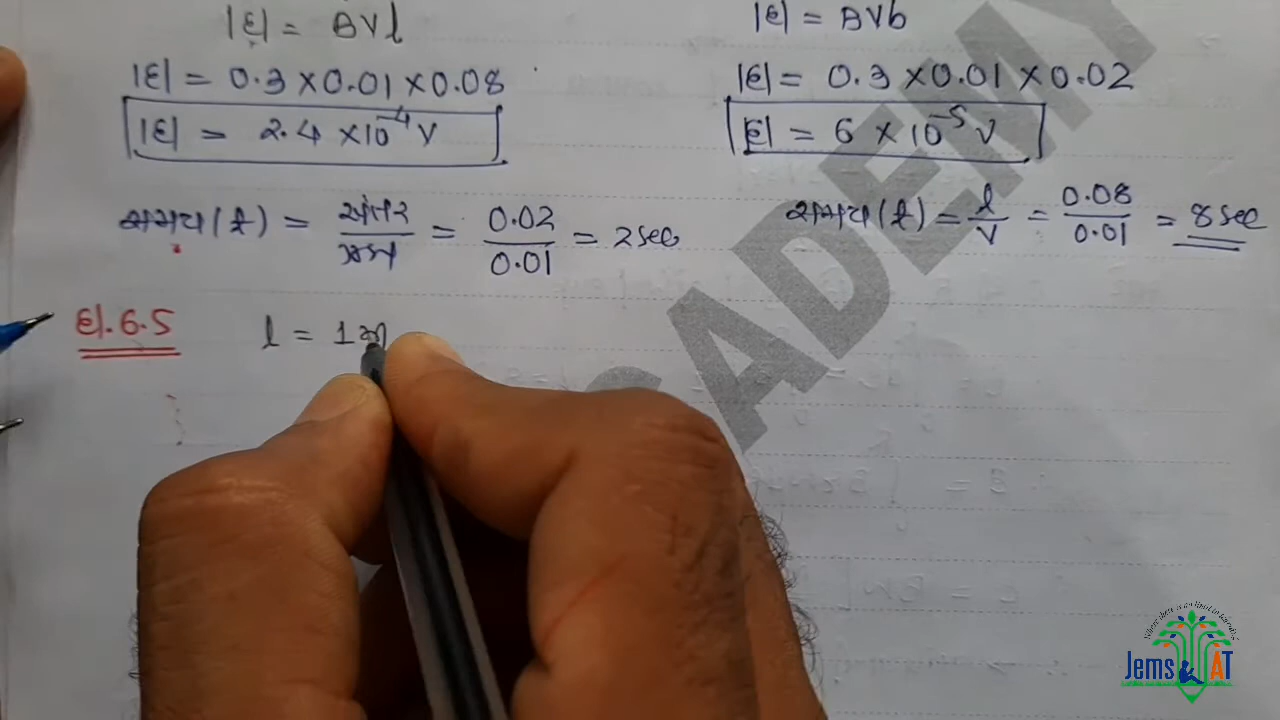 |ε| = Bvl
|ε| = Bvb
|ε| = 0.3 × 0.01 × 0.08
|ε| = 0.3 × 0.01 × 0.02
|ε| = 2.4 × 10⁻⁴ V
|ε| = 6 × 10⁻⁵ V
સમય (t) = અંતર / ઝડપ = 0.02 / 0.01 = 2 sec
સમય (t) = l / v = 0.08 / 0.01 = 8 sec
દા. 6.5 l = 1 m
ADEMY
Jems AT